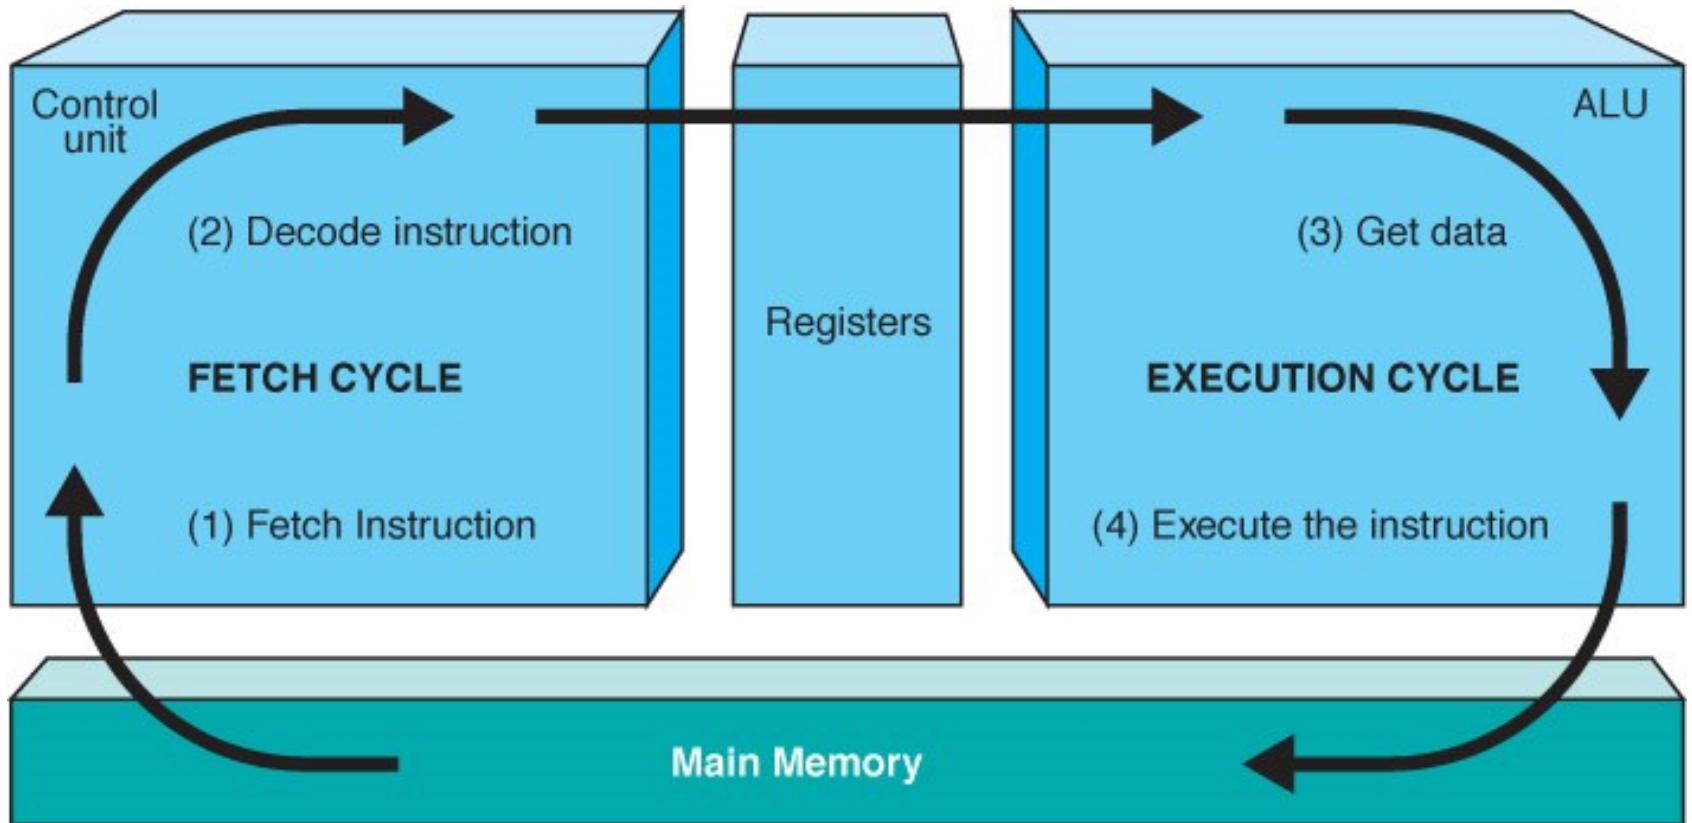 Control
unit
ALU
(2) Decode instruction
(3) Get data
Registers
FETCH CYCLE
EXECUTION CYCLE
(1) Fetch Instruction
(4) Execute the instruction
Main Memory